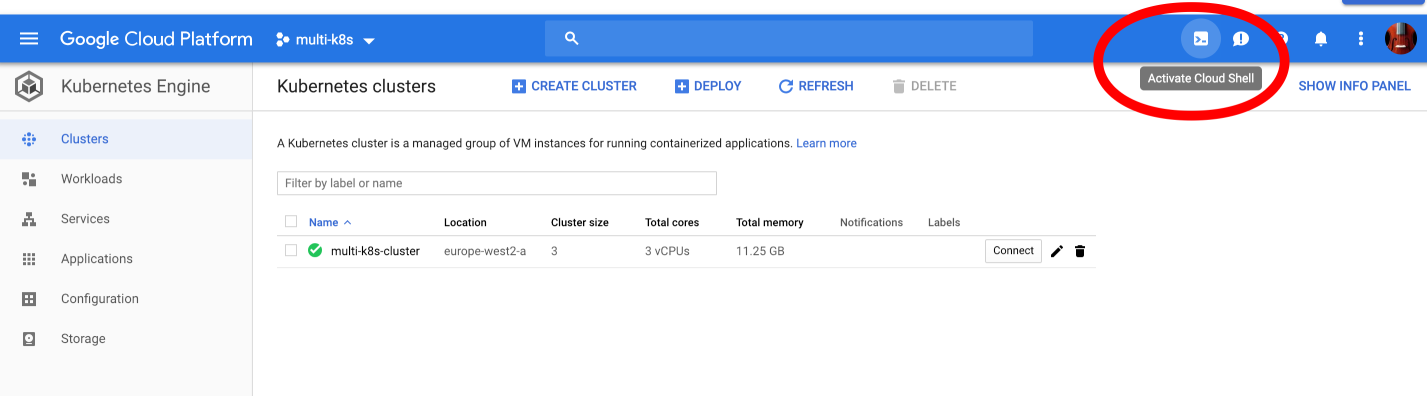 Google Cloud Platform multi-k8s
Activate Cloud Shell
Kubernetes Engine
Clusters
Workloads
Services
Applications
Configuration
Storage
Kubernetes clusters CREATE CLUSTER DEPLOY REFRESH DELETE SHOW INFO PANEL
A Kubernetes cluster is a managed group of VM instances for running containerized applications. Learn more
Filter by label or name
Name Location Cluster size Total cores Total memory Notifications Labels
multi-k8s-cluster europe-west2-a 3 3 vCPUs 11.25 GB Connect